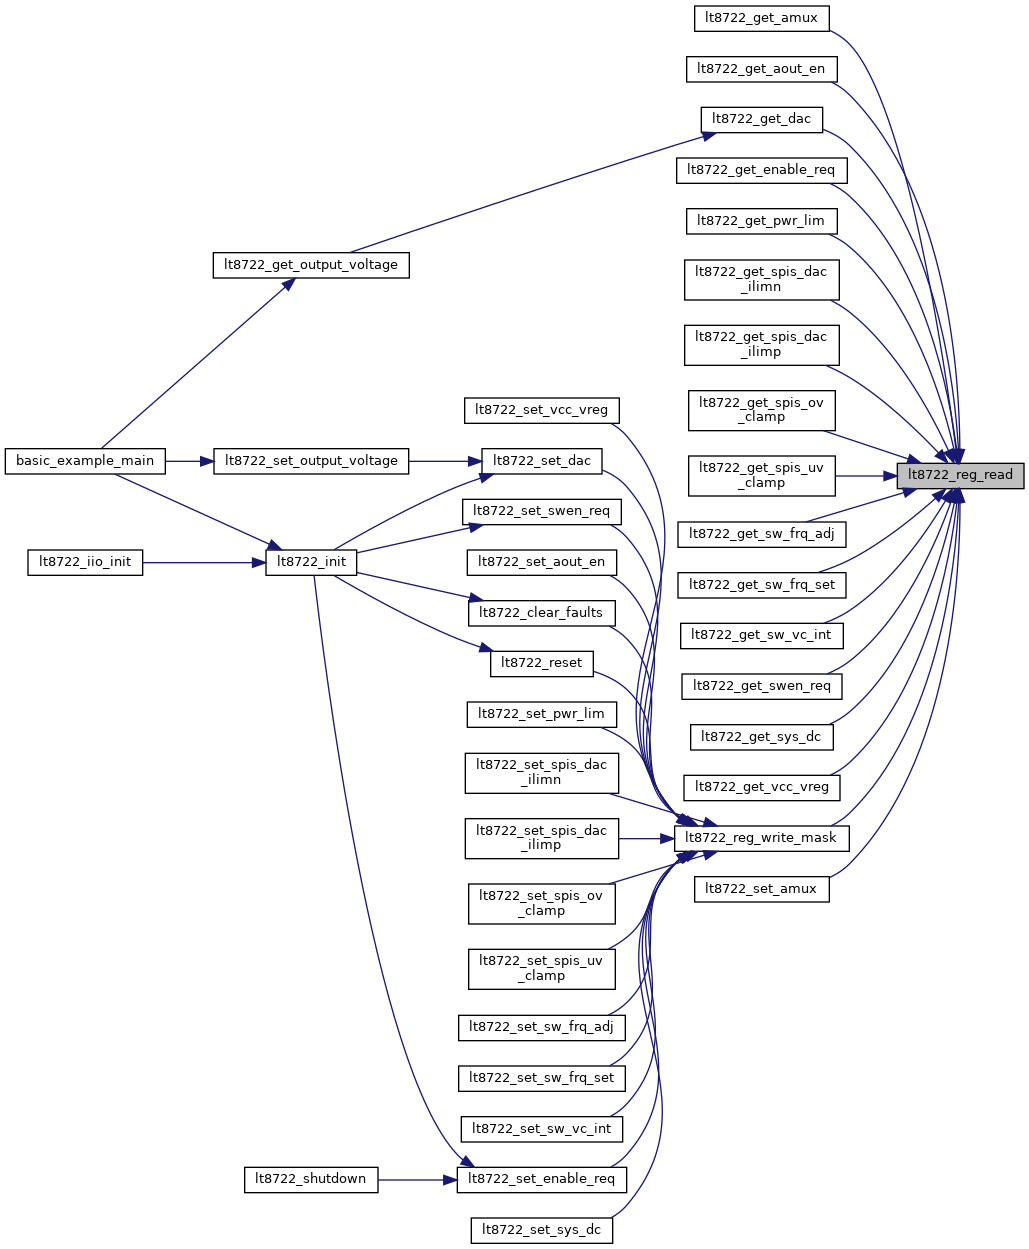 lt8722_get_amux
lt8722_get_aout_en
lt8722_get_dac
lt8722_get_enable_req
lt8722_get_pwr_lim
lt8722_get_output_voltage
lt8722_get_spis_dac
_ilimn
lt8722_get_spis_dac
_ilimp
lt8722_get_spis_ov
_clamp
lt8722_set_vcc_vreg
basic_example_main
lt8722_set_output_voltage
lt8722_set_dac
lt8722_get_spis_uv
_clamp
lt8722_reg_read
lt8722_set_swen_req
lt8722_get_sw_frq_adj
lt8722_iio_init
lt8722_init
lt8722_set_aout_en
lt8722_get_sw_frq_set
lt8722_clear_faults
lt8722_get_sw_vc_int
lt8722_reset
lt8722_get_swen_req
lt8722_set_pwr_lim
lt8722_get_sys_dc
lt8722_set_spis_dac
_ilimn
lt8722_get_vcc_vreg
lt8722_set_spis_dac
_ilimp
lt8722_reg_write_mask
lt8722_set_amux
lt8722_set_spis_ov
_clamp
lt8722_set_spis_uv
_clamp
lt8722_set_sw_frq_adj
lt8722_set_sw_frq_set
lt8722_set_sw_vc_int
lt8722_shutdown
lt8722_set_enable_req
lt8722_set_sys_dc